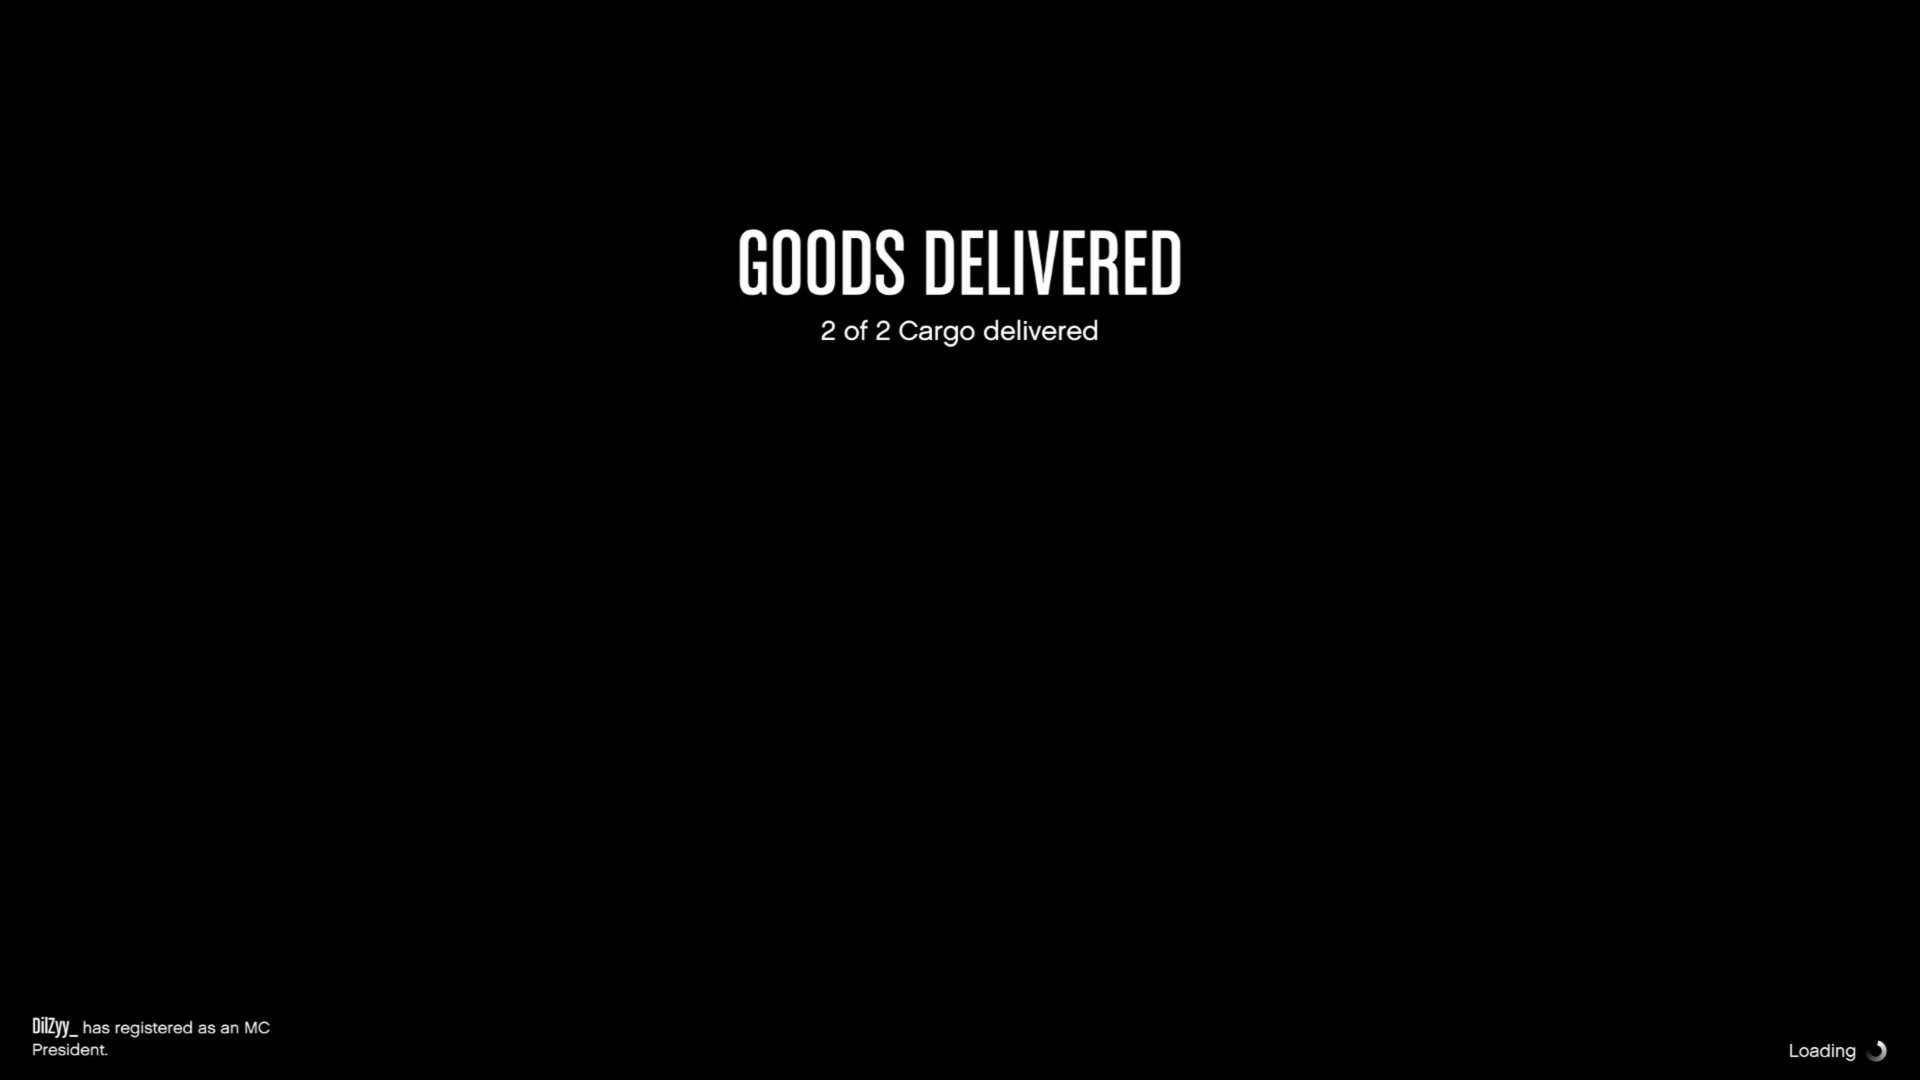 GOODS DELIVERED
2 of 2 Cargo delivered
DilZyy_ has registered as an MC
President.
Loading